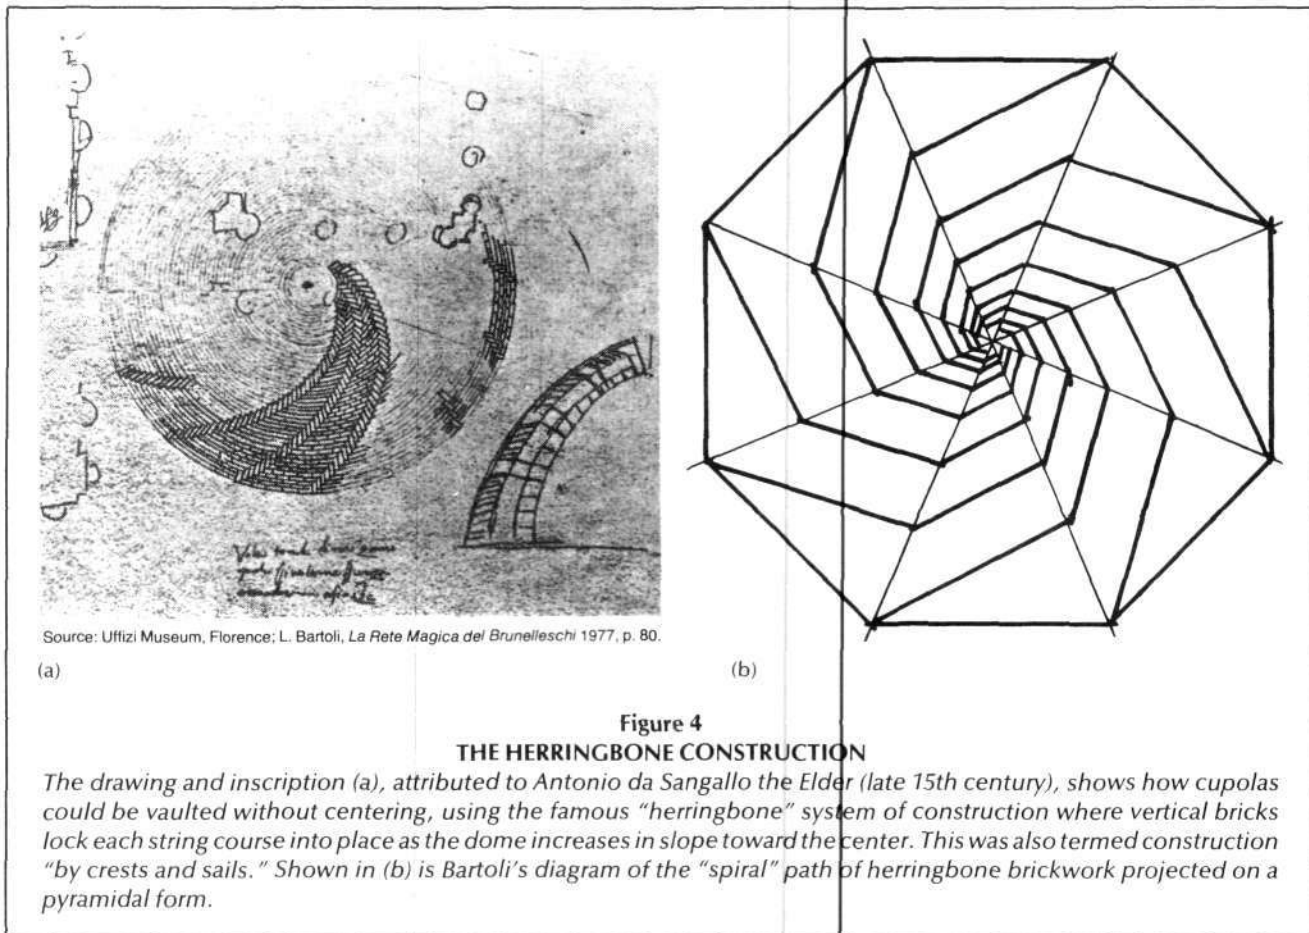 Source: Uffizi Museum, Florence; L. Bartoli, La Rete Magica del Brunelleschi 1977, p. 80.
(a)
(b)
Figure 4
THE HERRINGBONE CONSTRUCTION
The drawing and inscription (a), attributed to Antonio da Sangallo the Elder (late 15th century), shows how cupolas
could be vaulted without centering, using the famous “herringbone” system of construction where vertical bricks
lock each string course into place as the dome increases in slope toward the center. This was also termed construction
“by crests and sails.” Shown in (b) is Bartoli’s diagram of the “spiral” path of herringbone brickwork projected on a
pyramidal form.